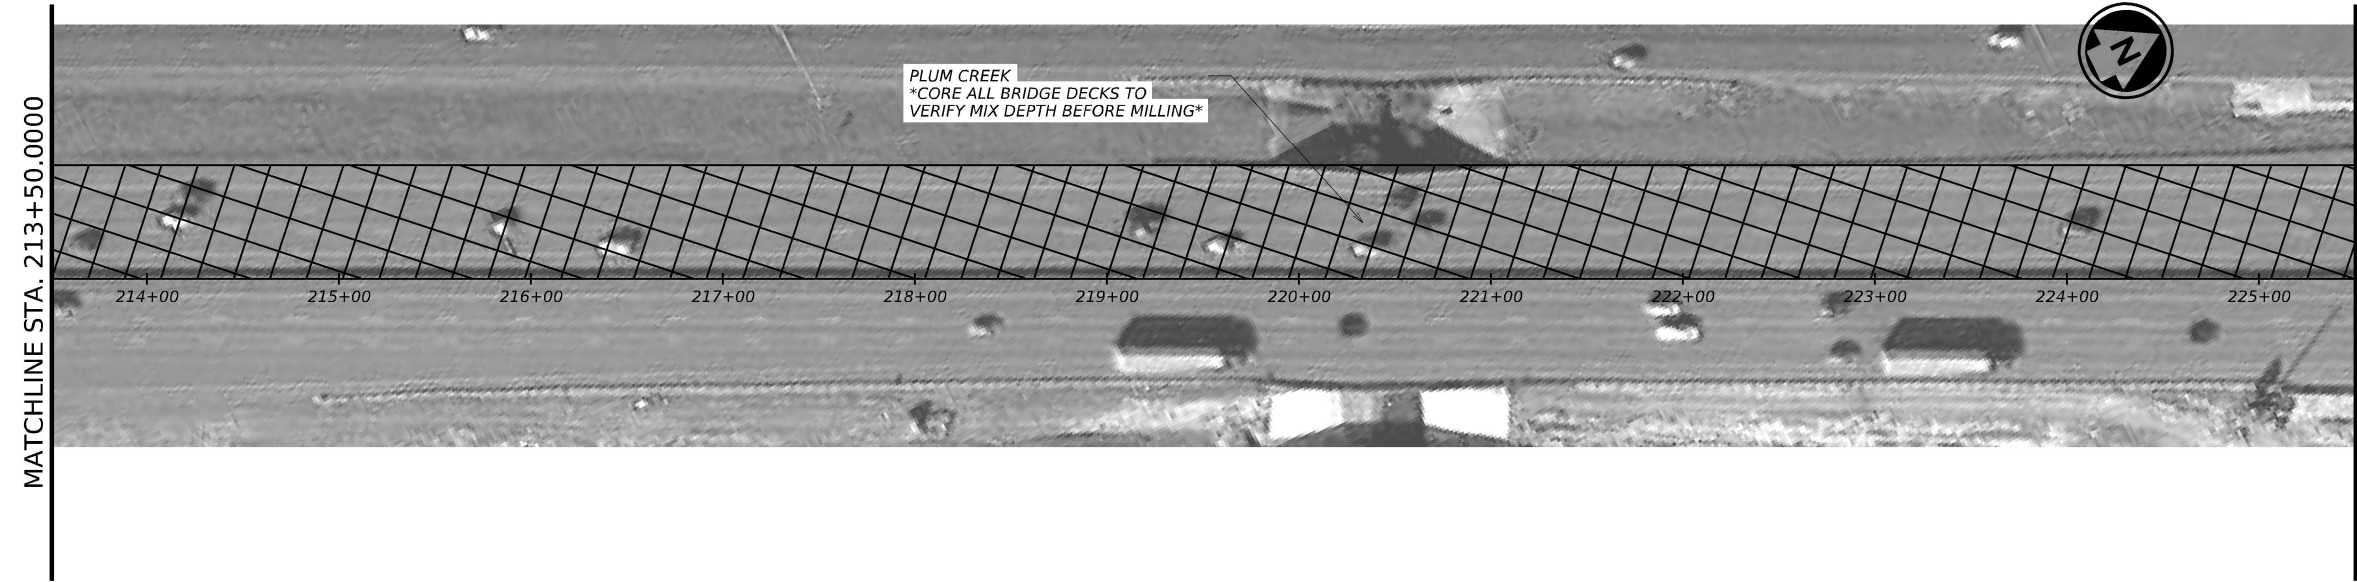 MATCHLINE STA. 213+50.0000
N
PLUM CREEK
*CORE ALL BRIDGE DECKS TO
VERIFY MIX DEPTH BEFORE MILLING*
214+00 215+00 216+00 217+00 218+00 219+00 220+00 221+00 222+00 223+00 224+00 225+00